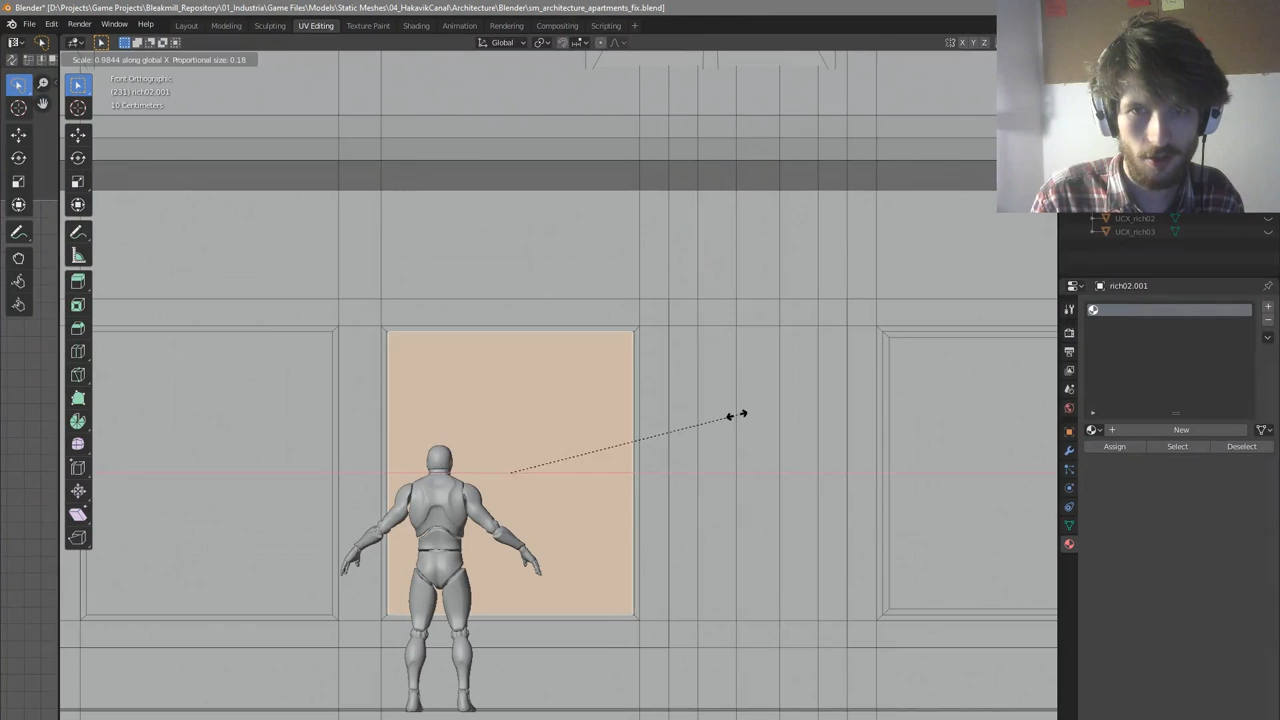 Blender* [D:\Projects\Game Projects\Bleakmill_Repository\01_Industria\Game Files\Models\Static Meshes\04_HakavikCanal\Architecture\Blender\sm_architecture_apartments_fix.blend]
File Edit Render Window Help Layout Modeling Sculpting UV Editing Texture Paint Shading Animation Rendering Compositing Scripting
Global X Y Z
Scale: 0.9844 along global X Proportional size: 0.18
Front Orthographic
(231) rich02.001
10 Centimeters
UCX_rich02
UCX_rich03
rich02.001
New
Assign Select Deselect